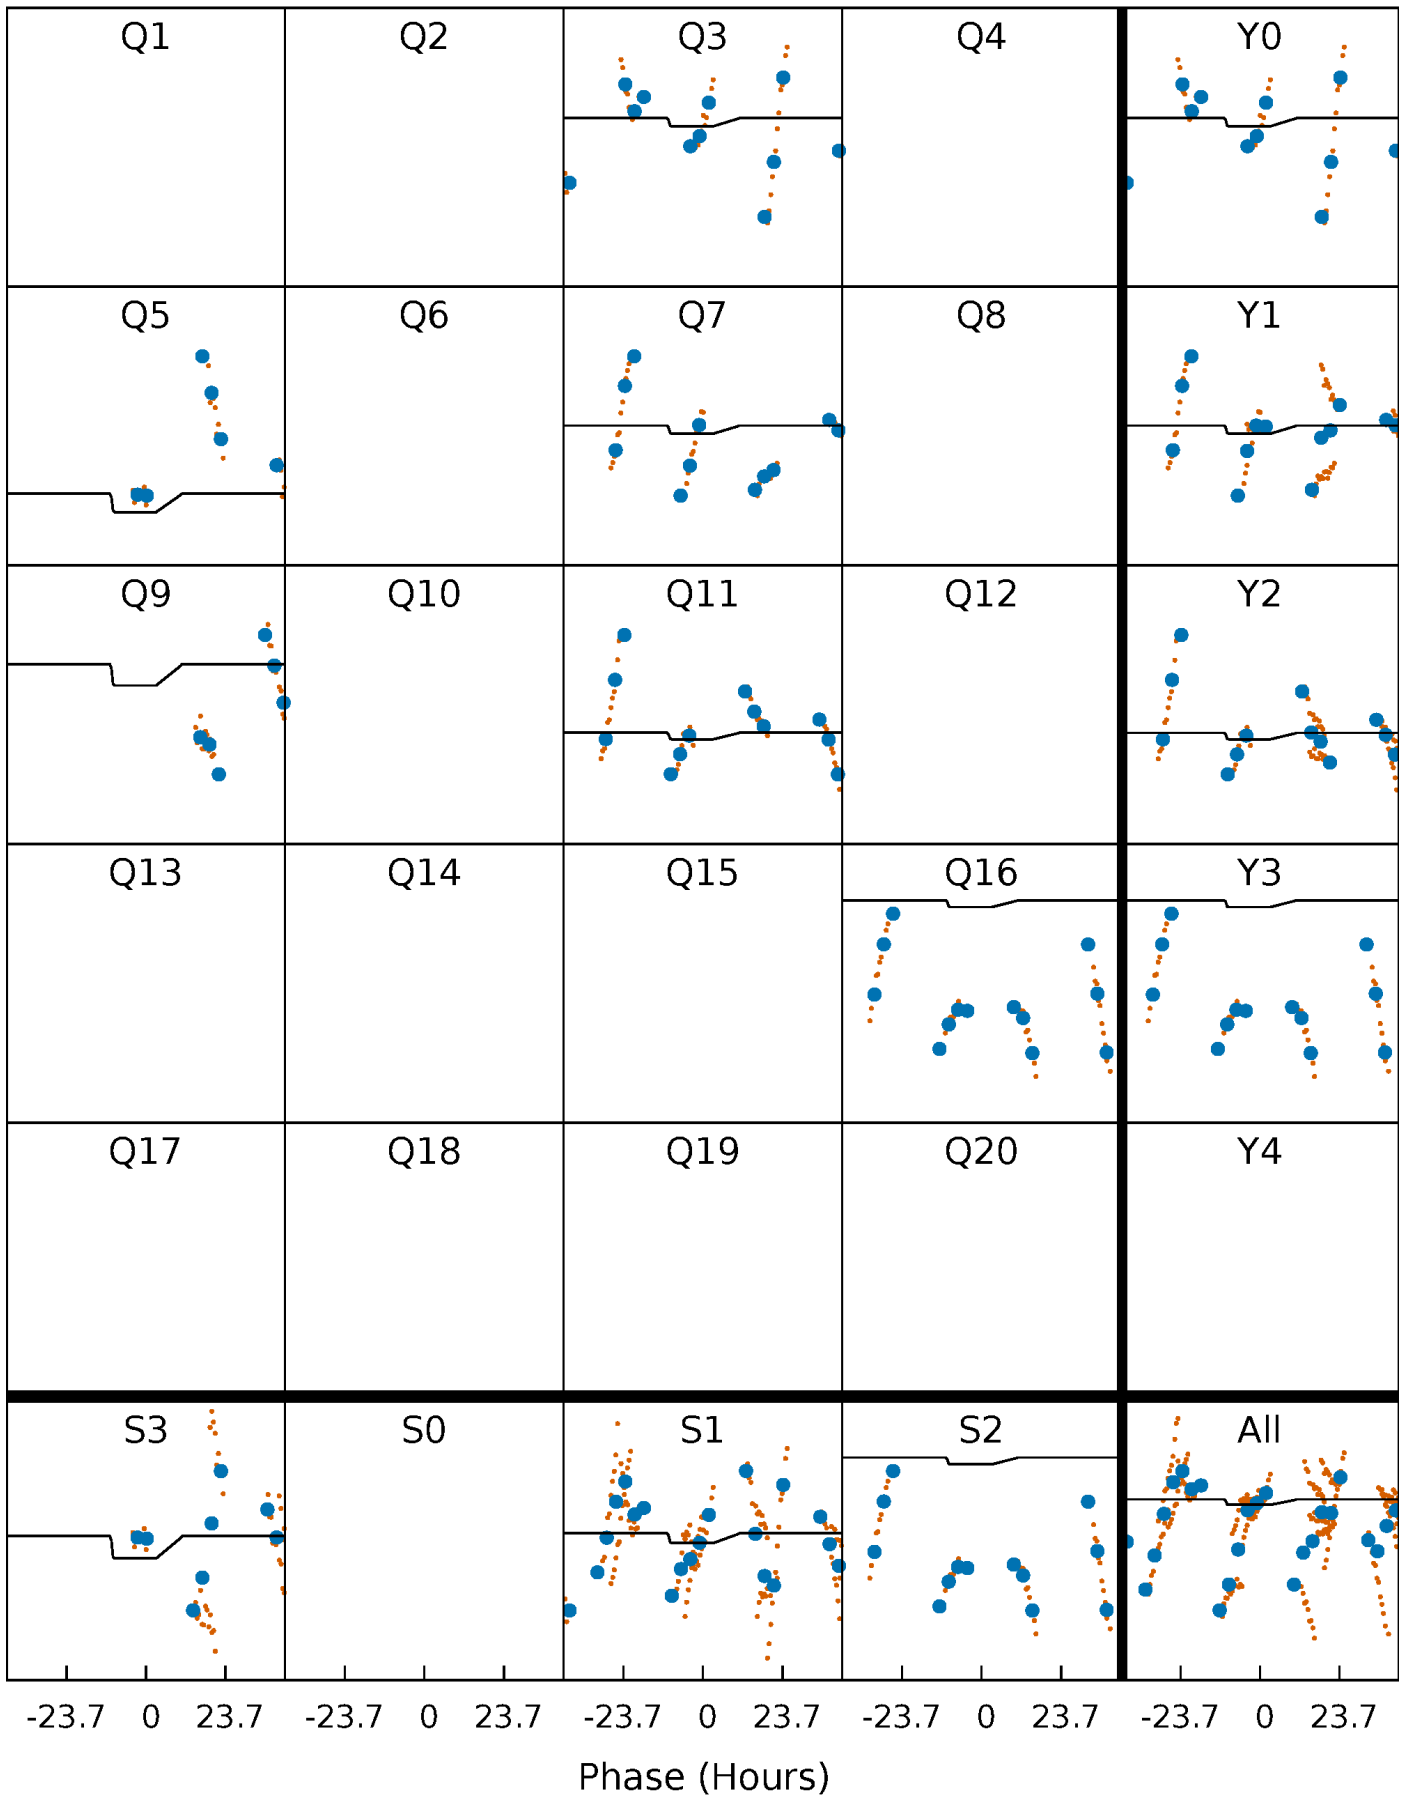 Q1 Q2 Q3 Q4 Y0
Q5 Q6 Q7 Q8 Y1
Q9 Q10 Q11 Q12 Y2
Q13 Q14 Q15 Q16 Y3
Q17 Q18 Q19 Q20 Y4
S3 S0 S1 S2 All
-23.7 0 23.7 -23.7 0 23.7 -23.7 0 23.7 -23.7 0 23.7 -23.7 0 23.7
Phase (Hours)